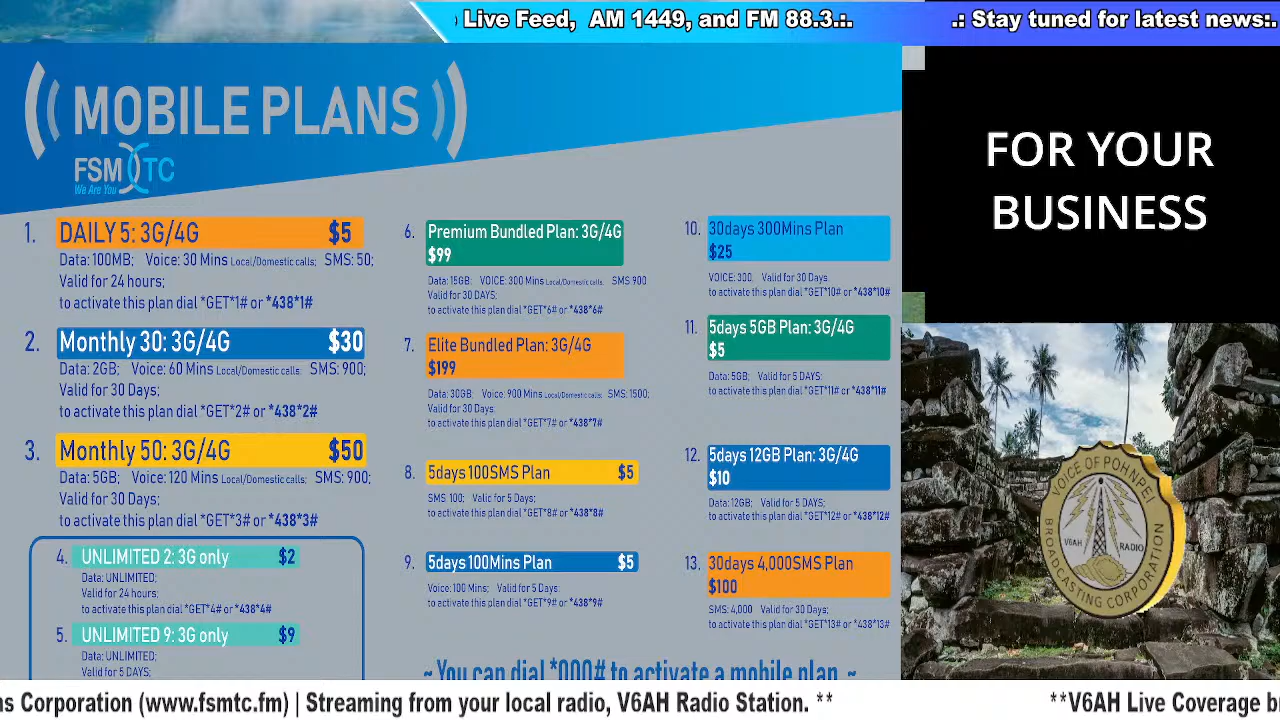 Live Feed, AM 1449, and FM 88.3.:.
.: Stay tuned for latest news:.
MOBILE PLANS
FSMTC
We Are You
1. DAILY 5: 3G/4G $5
Data: 100MB; Voice: 30 Mins Local/Domestic calls; SMS: 50;
Valid for 24 hours;
to activate this plan dial *GET*1# or *438*1#
2. Monthly 30: 3G/4G $30
Data: 2GB; Voice: 60 Mins Local/Domestic calls; SMS: 900;
Valid for 30 Days;
to activate this plan dial *GET*2# or *438*2#
3. Monthly 50: 3G/4G $50
Data: 5GB; Voice: 120 Mins Local/Domestic calls; SMS: 900;
Valid for 30 Days;
to activate this plan dial *GET*3# or *438*3#
4. UNLIMITED 2: 3G only $2
Data: UNLIMITED;
Valid for 24 hours;
to activate this plan dial *GET*4# or *438*4#
5. UNLIMITED 9: 3G only $9
Data: UNLIMITED;
Valid for 5 DAYS;
6. Premium Bundled Plan: 3G/4G
$99
Data: 15GB; VOICE: 300 Mins Local/Domestic calls; SMS 900
Valid for 30 DAYS;
to activate this plan dial *GET*6# or *438*6#
7. Elite Bundled Plan: 3G/4G
$199
Data: 30GB; Voice: 900 Mins Local/Domestic calls; SMS: 1500;
Valid for 30 Days;
to activate this plan dial *GET*7# or *438*7#
8. 5days 100SMS Plan $5
SMS: 100; Valid for 5 Days;
to activate this plan dial *GET*8# or *438*8#
9. 5days 100Mins Plan $5
Voice: 100 Mins; Valid for 5 Days;
to activate this plan dial *GET*9# or *438*9#
10. 30days 300Mins Plan
$25
VOICE: 300 Valid for 30 Days;
to activate this plan dial *GET*10# or *438*10#
11. 5days 5GB Plan: 3G/4G
$5
Data: 5GB; Valid for 5 DAYS;
to activate this plan dial *GET*11# or *438*11#
12. 5days 12GB Plan: 3G/4G
$10
Data: 12GB; Valid for 5 DAYS;
to activate this plan dial *GET*12# or *438*12#
13. 30days 4,000SMS Plan
$100
SMS: 4,000 Valid for 30 Days;
to activate this plan dial *GET*13# or *438*13#
~ You can dial *000# to activate a mobile plan ~
FOR YOUR
BUSINESS
VOICE OF POHNPEI
V6AH RADIO
BROADCASTING CORPORATION
ns Corporation (www.fsmtc.fm) | Streaming from your local radio, V6AH Radio Station. **
**V6AH Live Coverage b